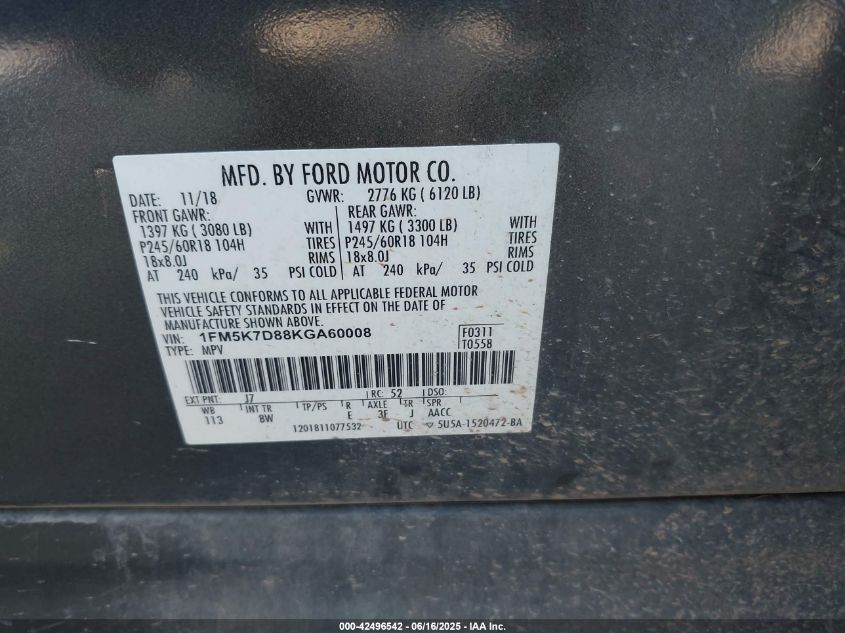 MFD. BY FORD MOTOR CO.
DATE: 11/18 GVWR: 2776 KG ( 6120 LB)
FRONT GAWR: REAR GAWR:
1397 KG ( 3080 LB) WITH 1497 KG ( 3300 LB) WITH
P245/60R18 104H TIRES P245/60R18 104H TIRES
18x8.0J RIMS 18x8.0J RIMS
AT 240 kPa/ 35 PSI COLD AT 240 kPa/ 35 PSI COLD
THIS VEHICLE CONFORMS TO ALL APPLICABLE FEDERAL MOTOR
VEHICLE SAFETY STANDARDS IN EFFECT ON THE DATE OF
MANUFACTURE SHOWN ABOVE.
VIN: 1FM5K7D88KGA60008 F0311
TYPE: MPV T0558
EXT PNT: J7 RC: 52 DSO:
WB INT TR TP/PS R AXLE TR SPR
113 8W E 3F J AACC
1201811077532 UTC 5U5A-1520472-BA
000-42496542 - 06/16/2025 - IAA Inc.